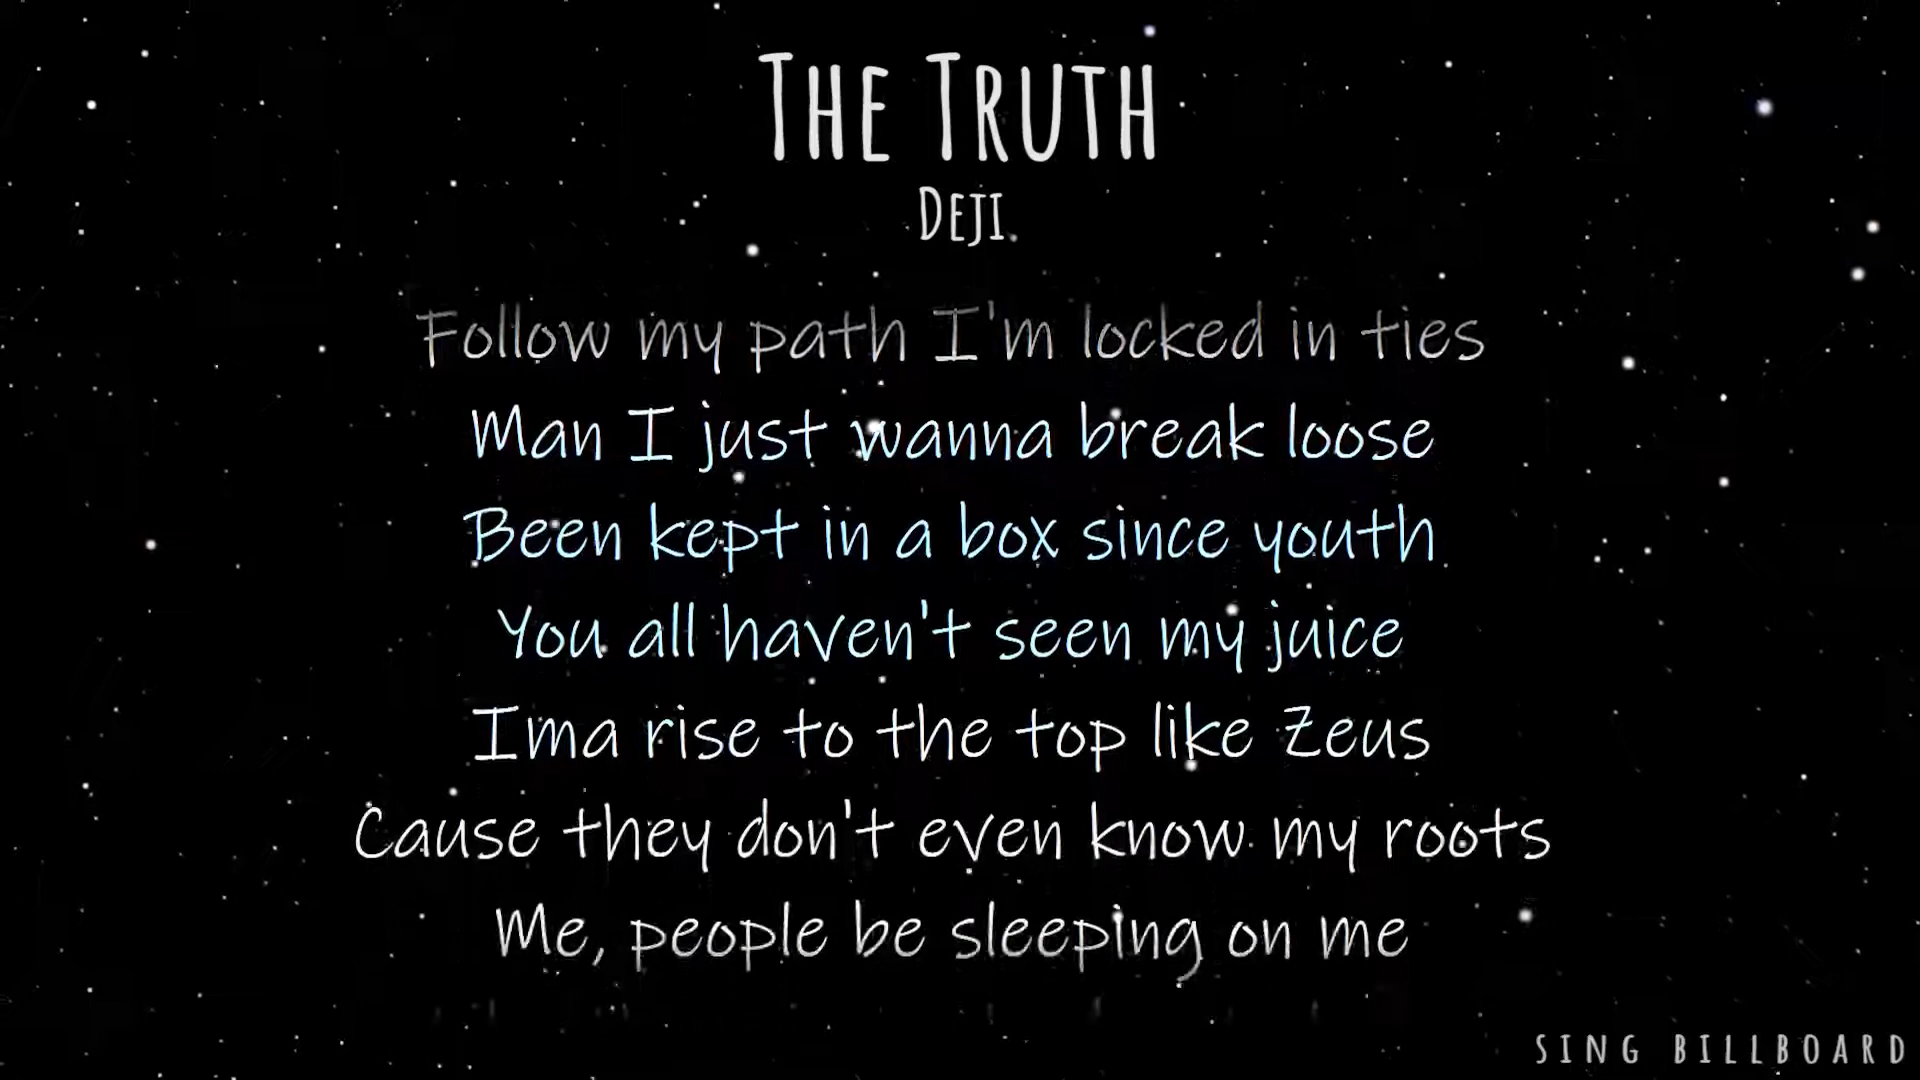 THE TRUTH
DEJI
Follow my path I'm locked in ties
Man I just wanna break loose
Been kept in a box since youth
You all haven't seen my juice
Ima rise to the top like Zeus
Cause they don't even know my roots
Me, people be sleeping on me
SING BILLBOARD